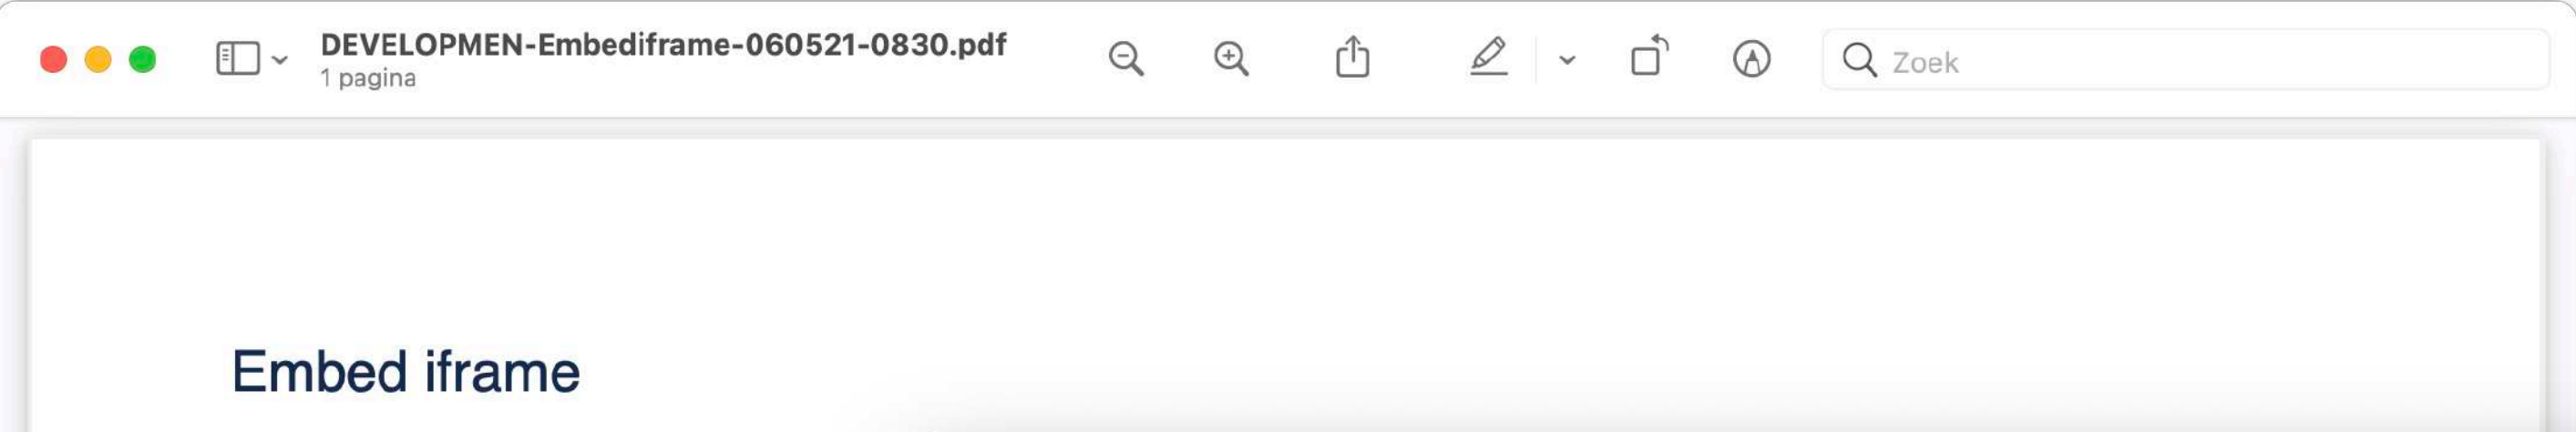 DEVELOPMEN-Embediframe-060521-0830.pdf
1 pagina
Zoek
Embed iframe